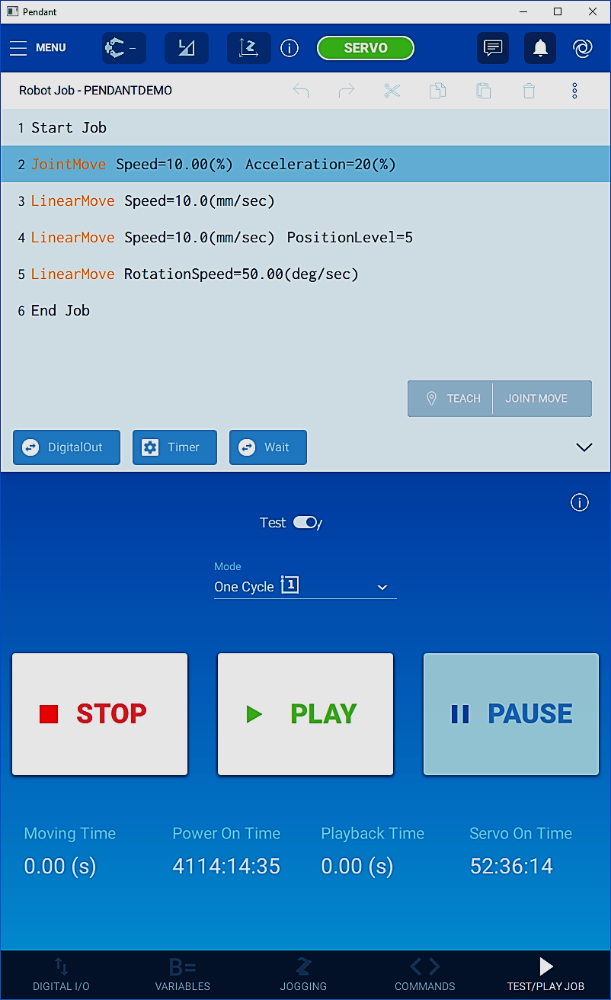 Pendant
MENU
SERVO
Robot Job - PENDANTDEMO
1 Start Job
2 JointMove Speed=10.00(%) Acceleration=20(%)
3 LinearMove Speed=10.0(mm/sec)
4 LinearMove Speed=10.0(mm/sec) PositionLevel=5
5 LinearMove RotationSpeed=50.00(deg/sec)
6 End Job
TEACH JOINT MOVE
DigitalOut Timer Wait
Test y
Mode
One Cycle 1
STOP PLAY PAUSE
Moving Time Power On Time Playback Time Servo On Time
0.00 (s) 4114:14:35 0.00 (s) 52:36:14
B=
DIGITAL I/O VARIABLES JOGGING COMMANDS TEST/PLAY JOB